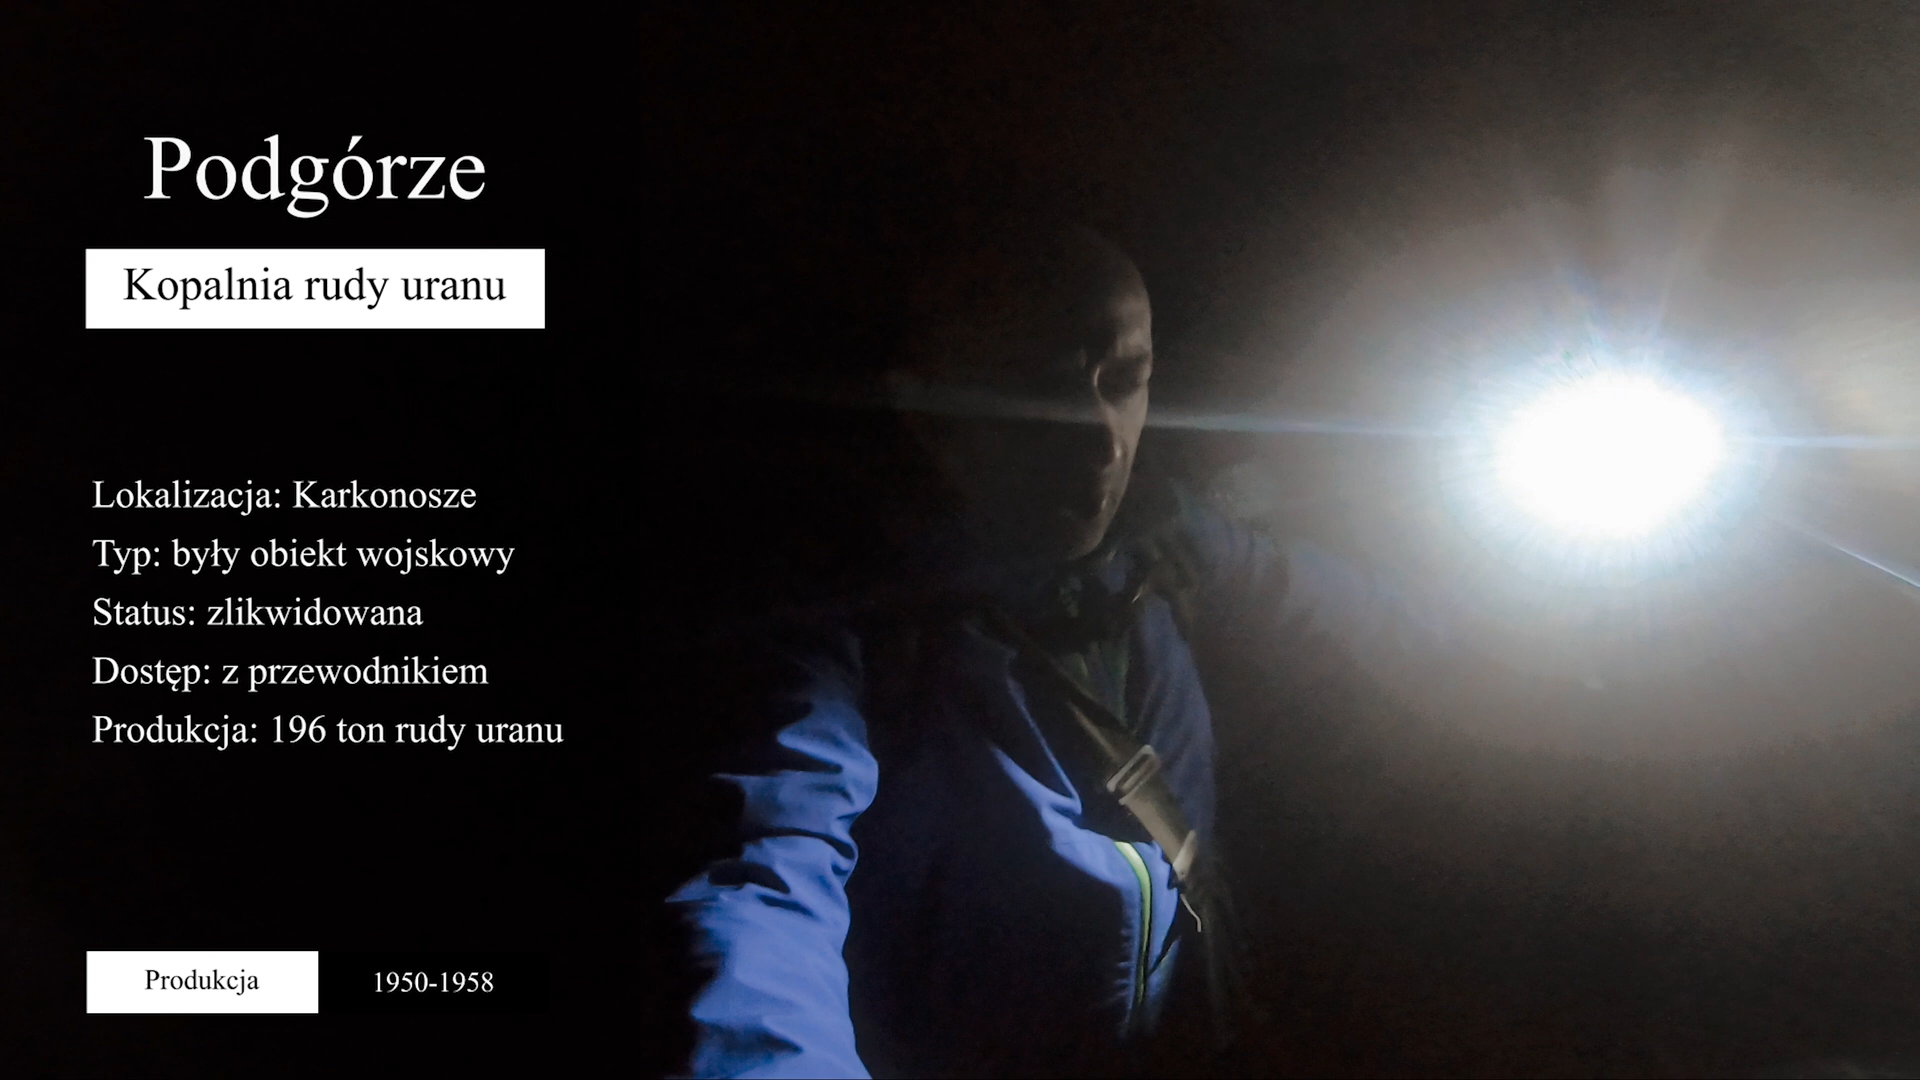 Podgórze
Kopalnia rudy uranu
Lokalizacja: Karkonosze
Typ: były obiekt wojskowy
Status: zlikwidowana
Dostęp: z przewodnikiem
Produkcja: 196 ton rudy uranu
Produkcja 1950-1958